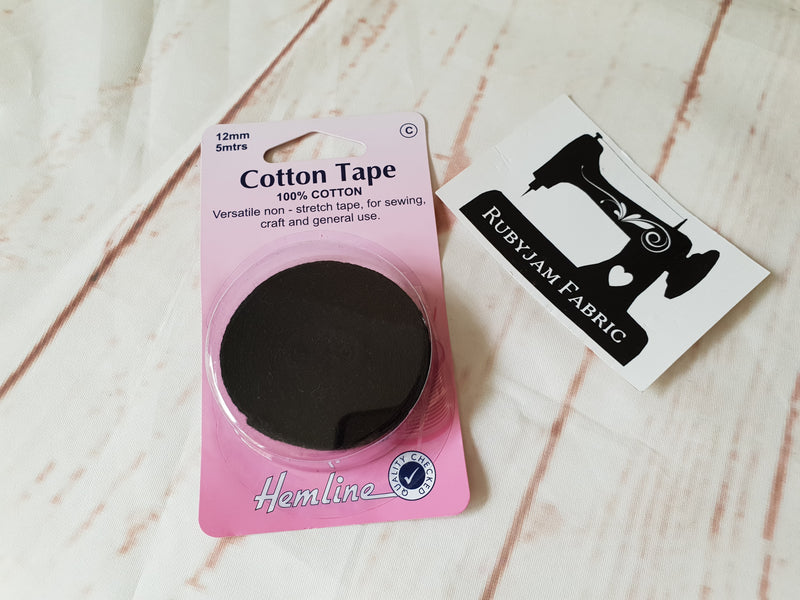 12mm
5mtrs
C
Cotton Tape
100% COTTON
Versatile non - stretch tape, for sewing,
craft and general use.
Hemline
QUALITY CHECKED
RUBYJAM FABRIC